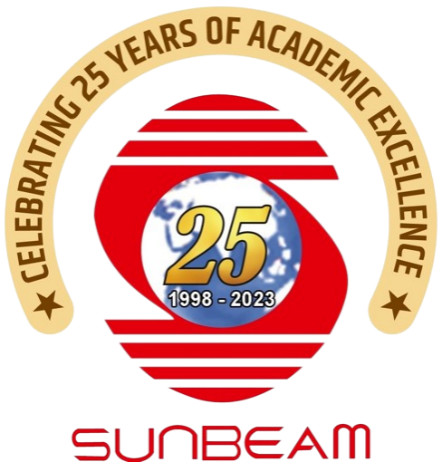 CELEBRATING 25 YEARS OF ACADEMIC EXCELLENCE
25
1998 - 2023
SUNBEAM